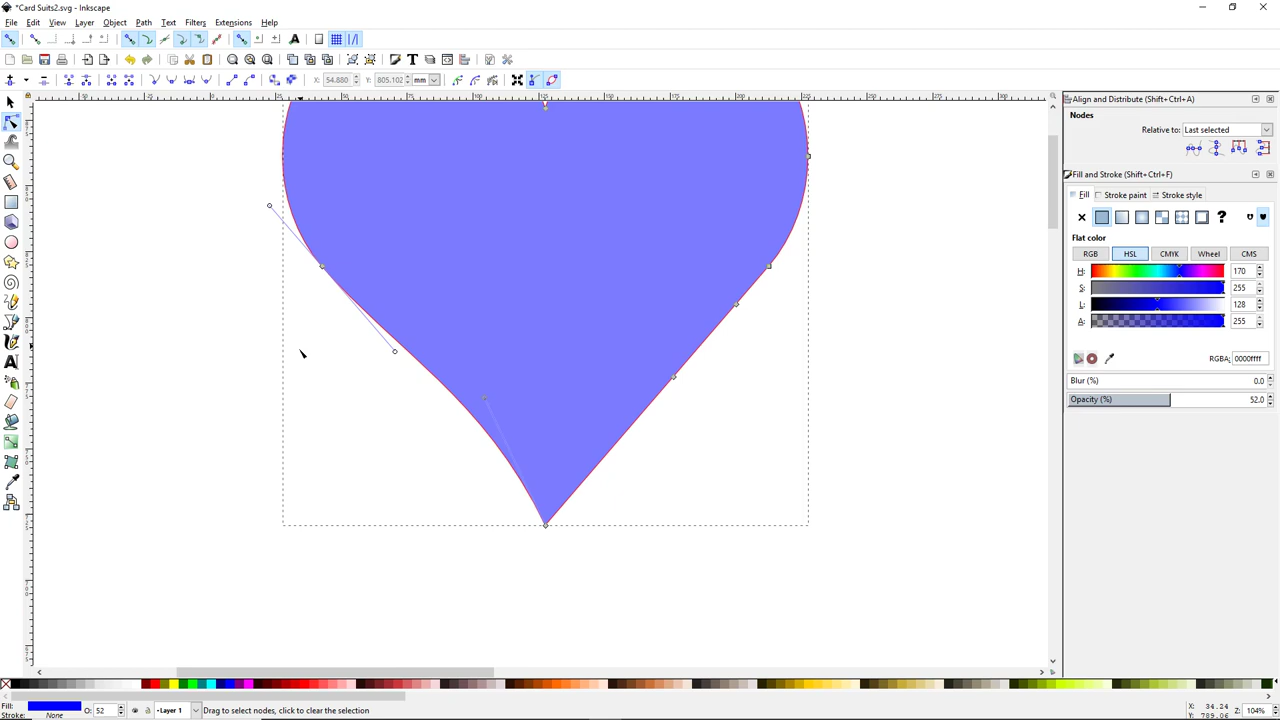 *Card Suits2.svg - Inkscape
File Edit View Layer Object Path Text Filters Extensions Help
X: 54.880 Y: 805.102 mm
Align and Distribute (Shift+Ctrl+A)
Nodes
Relative to: Last selected
Fill and Stroke (Shift+Ctrl+F)
Fill Stroke paint Stroke style
?
Flat color
RGB HSL CMYK Wheel CMS
H: 170
S: 255
L: 128
A: 255
RGBA: 0000ffff
Blur (%) 0.0
Opacity (%) 52.0
Fill: O: 52 Layer 1 Drag to select nodes, click to clear the selection X: 34.24 Z: 104%
Stroke: None Y: 789.06